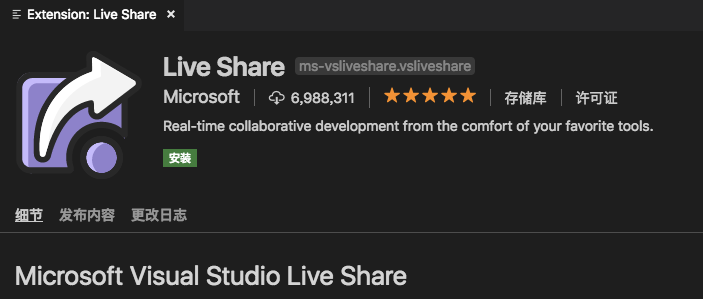 Extension: Live Share
Live Share ms-vsliveshare.vsliveshare
Microsoft 6,988,311 存储库 许可证
Real-time collaborative development from the comfort of your favorite tools.
安装
细节 发布内容 更改日志
Microsoft Visual Studio Live Share